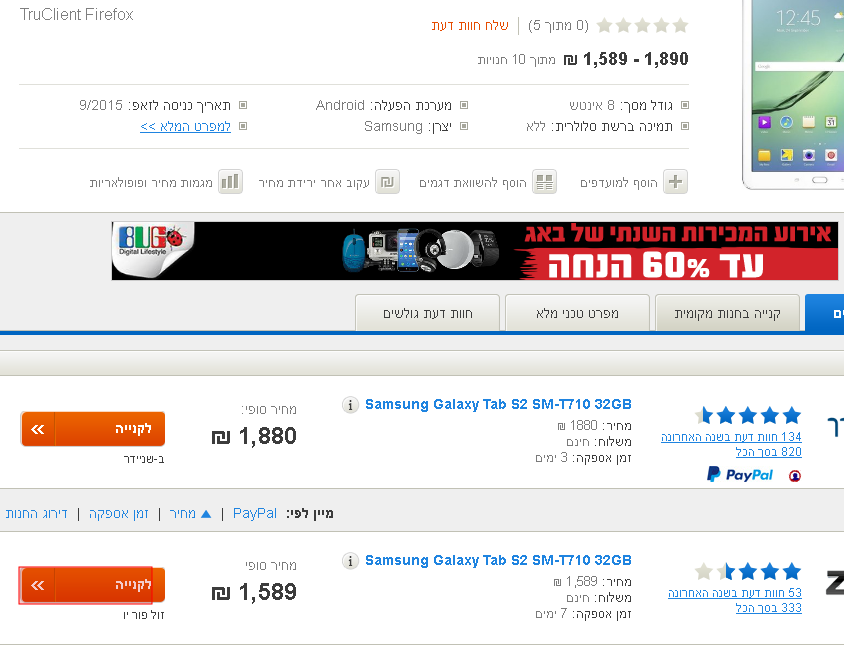 TruClient Firefox
(0 מתוך 5) | שלח חוות דעת
1,890 - 1,589 ₪ מתוך 10 חנויות
גודל מסך: 8 אינטש
מערכת הפעלה: Android
תאריך כניסה לזאפ: 9/2015
תמיכה ברשת סלולרית: ללא
יצרן: Samsung
למפרט המלא >>
הוסף למועדפים
הוסף להשוואת דגמים
עקוב אחר ירידת מחיר
מגמות מחיר ופופולאריות
12:45
BUG
Digital Lifestyle
אירוע המכירות השנתי של באג
עד 60% הנחה
קנייה בחנות מקומית
מפרט טכני מלא
חוות דעת גולשים
Samsung Galaxy Tab S2 SM-T710 32GB
מחיר: 1880 ₪
משלוח: חינם
זמן אספקה: 3 ימים
134 חוות דעת בשנה האחרונה
820 בסך הכל
PayPal
מחיר סופי:
1,880 ₪
לקנייה
ב-שניידר
מיין לפי: PayPal | מחיר | זמן אספקה | דירוג החנות
Samsung Galaxy Tab S2 SM-T710 32GB
מחיר: 1,589 ₪
משלוח: חינם
זמן אספקה: 7 ימים
53 חוות דעת בשנה האחרונה
333 בסך הכל
מחיר סופי:
1,589 ₪
לקנייה
זול פור יו